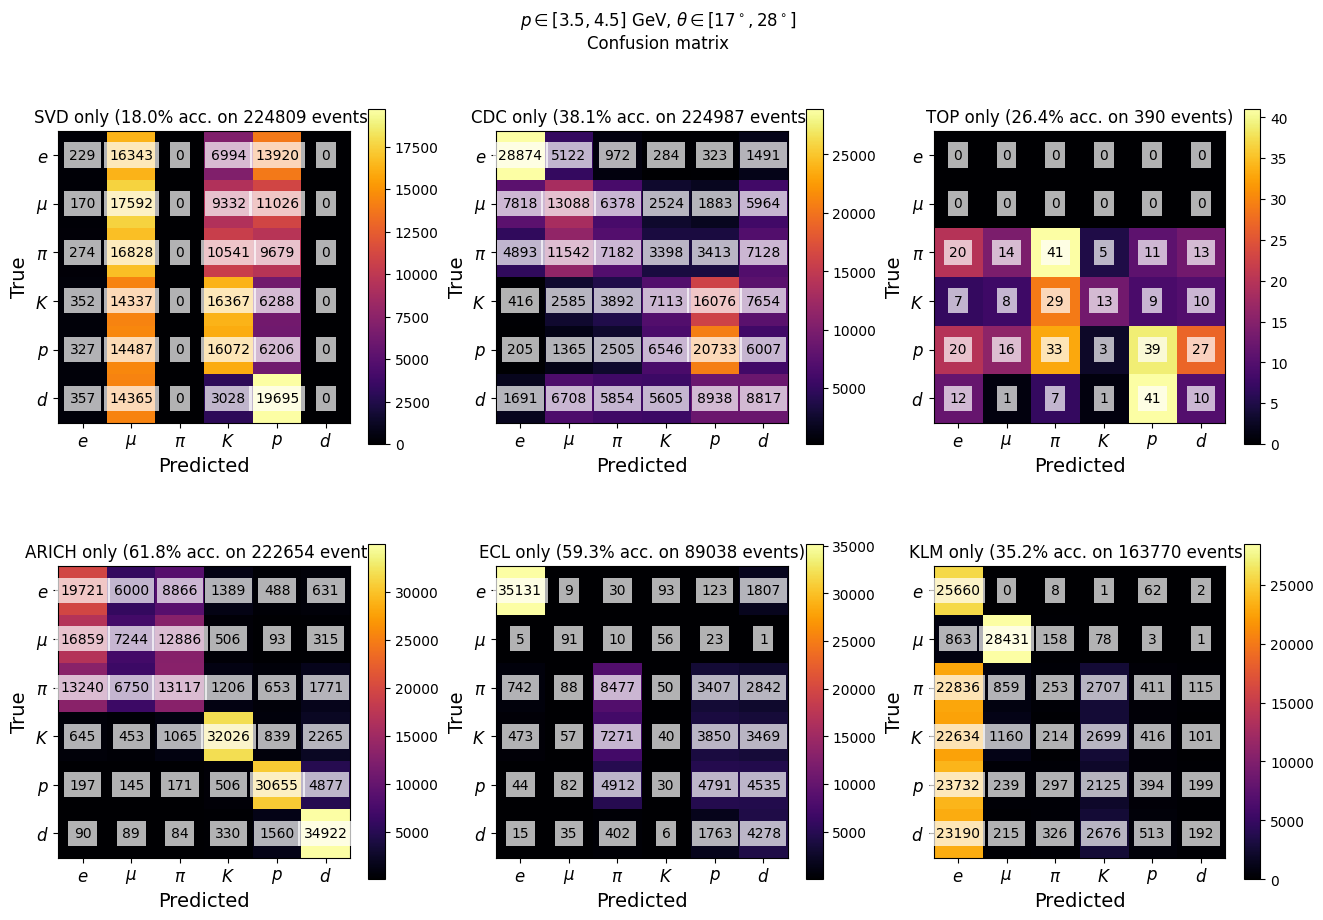 p ∈ [3.5, 4.5] GeV, θ ∈ [17°, 28°]
Confusion matrix
SVD only (18.0% acc. on 224809 events
e 229 16343 0 6994 13920 0
μ 170 17592 0 9332 11026 0
π 274 16828 0 10541 9679 0
K 352 14337 0 16367 6288 0
p 327 14487 0 16072 6206 0
d 357 14365 0 3028 19695 0
e μ π K p d
Predicted
True
17500
15000
12500
10000
7500
5000
2500
0
CDC only (38.1% acc. on 224987 events
e 28874 5122 972 284 323 1491
μ 7818 13088 6378 2524 1883 5964
π 4893 11542 7182 3398 3413 7128
K 416 2585 3892 7113 16076 7654
p 205 1365 2505 6546 20733 6007
d 1691 6708 5854 5605 8938 8817
e μ π K p d
Predicted
True
25000
20000
15000
10000
5000
TOP only (26.4% acc. on 390 events)
e 0 0 0 0 0 0
μ 0 0 0 0 0 0
π 20 14 41 5 11 13
K 7 8 29 13 9 10
p 20 16 33 3 39 27
d 12 1 7 1 41 10
e μ π K p d
Predicted
True
40
35
30
25
20
15
10
5
0
ARICH only (61.8% acc. on 222654 event
e 19721 6000 8866 1389 488 631
μ 16859 7244 12886 506 93 315
π 13240 6750 13117 1206 653 1771
K 645 453 1065 32026 839 2265
p 197 145 171 506 30655 4877
d 90 89 84 330 1560 34922
e μ π K p d
Predicted
True
30000
25000
20000
15000
10000
5000
ECL only (59.3% acc. on 89038 events)
e 35131 9 30 93 123 1807
μ 5 91 10 56 23 1
π 742 88 8477 50 3407 2842
K 473 57 7271 40 3850 3469
p 44 82 4912 30 4791 4535
d 15 35 402 6 1763 4278
e μ π K p d
Predicted
True
35000
30000
25000
20000
15000
10000
5000
KLM only (35.2% acc. on 163770 events
e 25660 0 8 1 62 2
μ 863 28431 158 78 3 1
π 22836 859 253 2707 411 115
K 22634 1160 214 2699 416 101
p 23732 239 297 2125 394 199
d 23190 215 326 2676 513 192
e μ π K p d
Predicted
True
25000
20000
15000
10000
5000
0